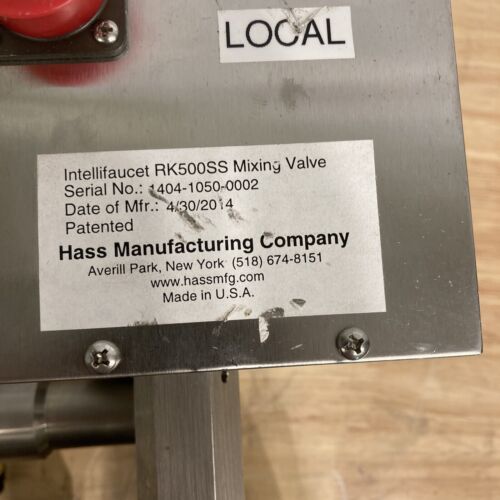 LOCAL
Intellifaucet RK500SS Mixing Valve
Serial No.: 1404-1050-0002
Date of Mfr.: 4/30/2014
Patented
Hass Manufacturing Company
Averill Park, New York (518) 674-8151
www.hassmfg.com
Made in U.S.A.